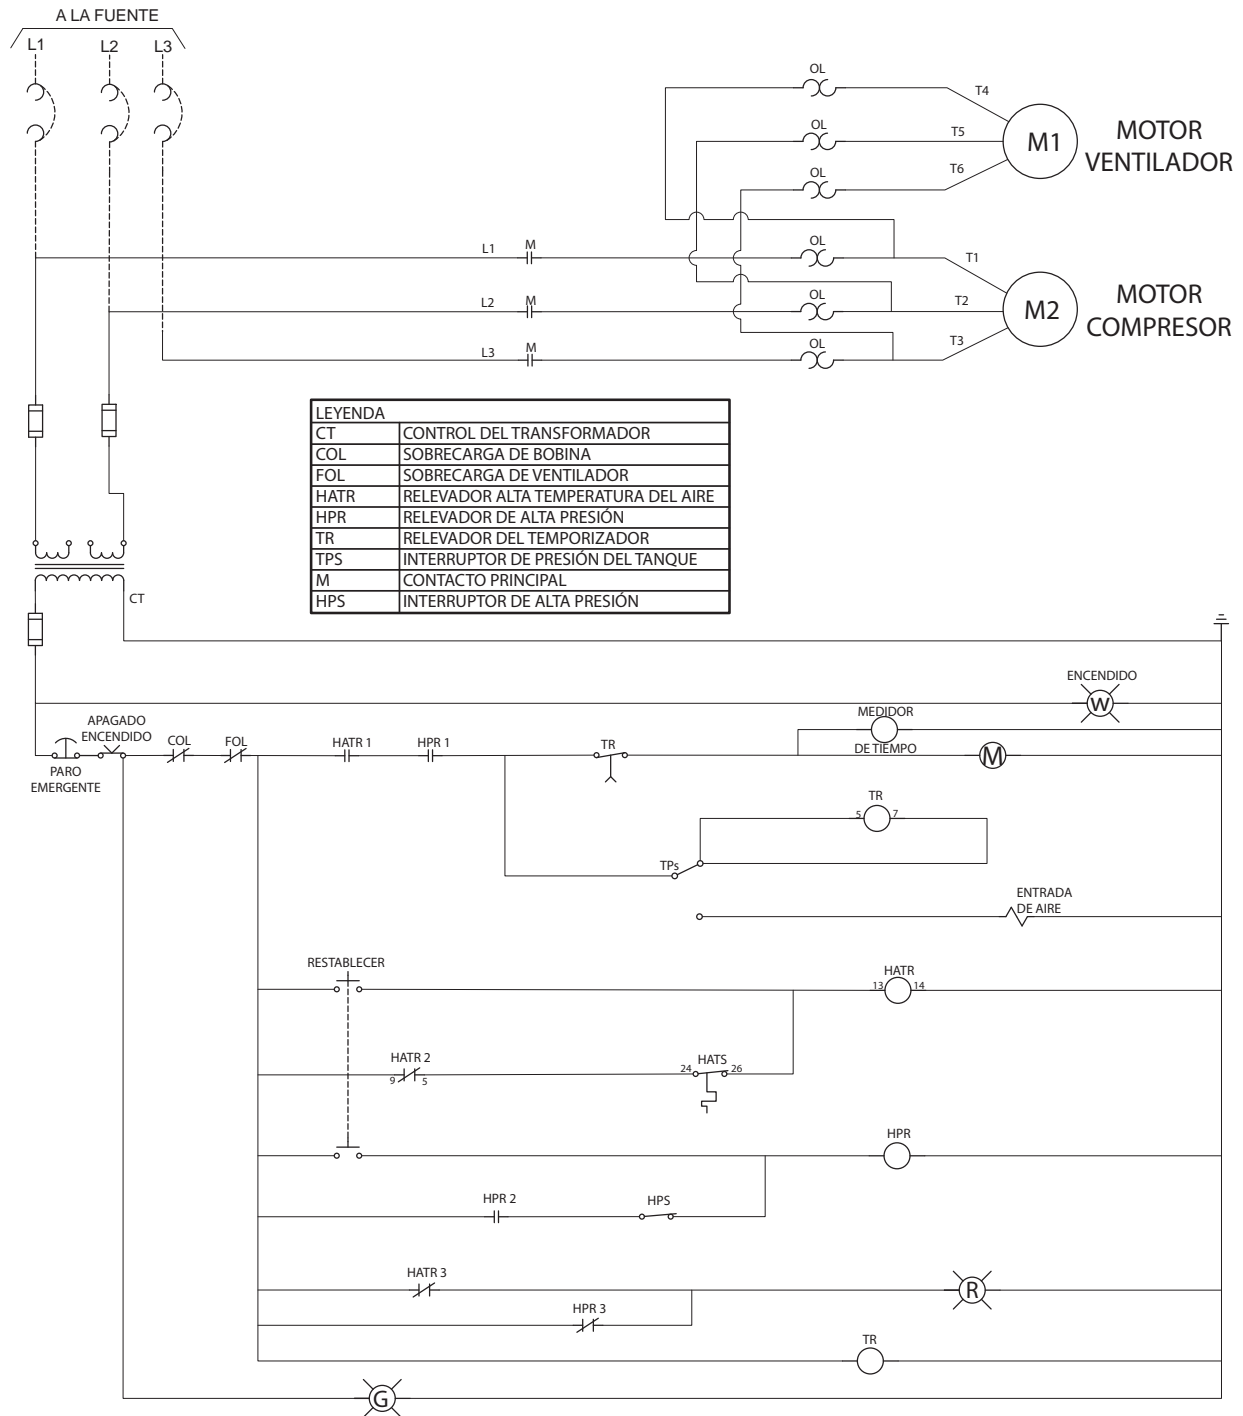 A LA FUENTE
L1 L2 L3
OL
T4
OL
T5
M1
MOTOR
VENTILADOR
OL
T6
L1 M
OL
T1
L2 M
OL
T2
M2
MOTOR
COMPRESOR
L3 M
OL
T3
LEYENDA
CT CONTROL DEL TRANSFORMADOR
COL SOBRECARGA DE BOBINA
FOL SOBRECARGA DE VENTILADOR
HATR RELEVADOR ALTA TEMPERATURA DEL AIRE
HPR RELEVADOR DE ALTA PRESIÓN
TR RELEVADOR DEL TEMPORIZADOR
TPS INTERRUPTOR DE PRESIÓN DEL TANQUE
M CONTACTO PRINCIPAL
HPS INTERRUPTOR DE ALTA PRESIÓN
CT
ENCENDIDO
W
APAGADO
ENCENDIDO
PARO
EMERGENTE
COL
FOL
HATR 1
HPR 1
TR
MEDIDOR
DE TIEMPO
M
TR
5 7
TPs
ENTRADA
DE AIRE
RESTABLECER
HATR
13 14
HATR 2
9 5
HATS
24 26
HPR
HPR 2
HPS
HATR 3
R
HPR 3
TR
G